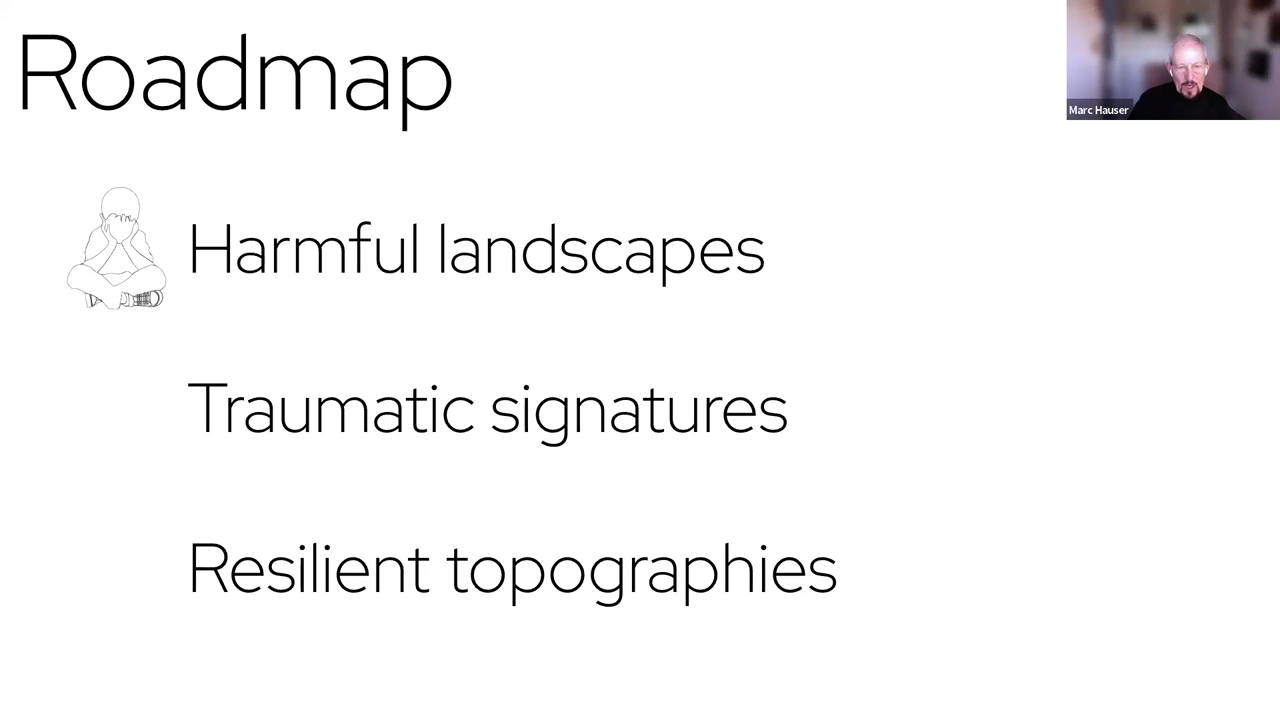 Roadmap
Marc Hauser
Harmful landscapes
Traumatic signatures
Resilient topographies